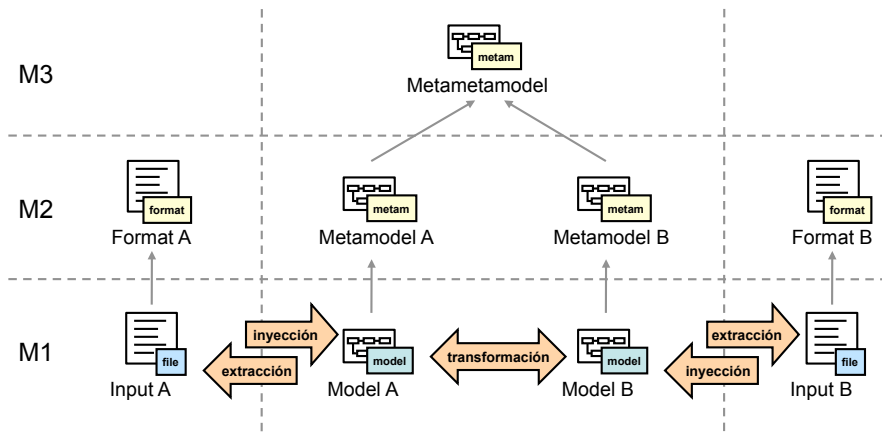 M3
metam
Metametamodel
M2
format
Format A
metam
Metamodel A
metam
Metamodel B
format
Format B
M1
file
Input A
inyección
extracción
model
Model A
transformación
model
Model B
extracción
inyección
file
Input B